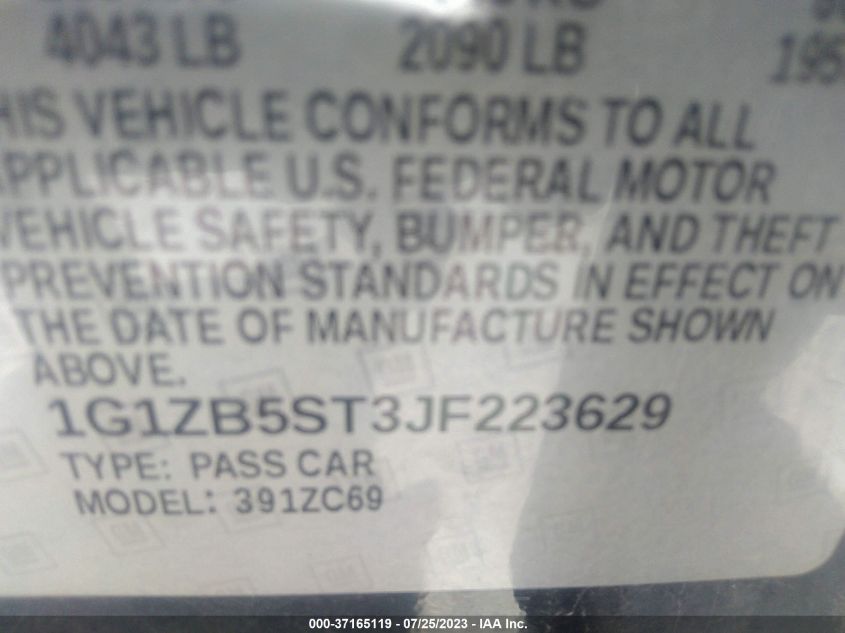 4043 LB 2090 LB 195
HIS VEHICLE CONFORMS TO ALL
APPLICABLE U.S. FEDERAL MOTOR
VEHICLE SAFETY, BUMPER, AND THEFT
PREVENTION STANDARDS IN EFFECT ON
THE DATE OF MANUFACTURE SHOWN
ABOVE.
1G1ZB5ST3JF223629
TYPE: PASS CAR
MODEL: 391ZC69
000-37165119 - 07/25/2023 - IAA Inc.